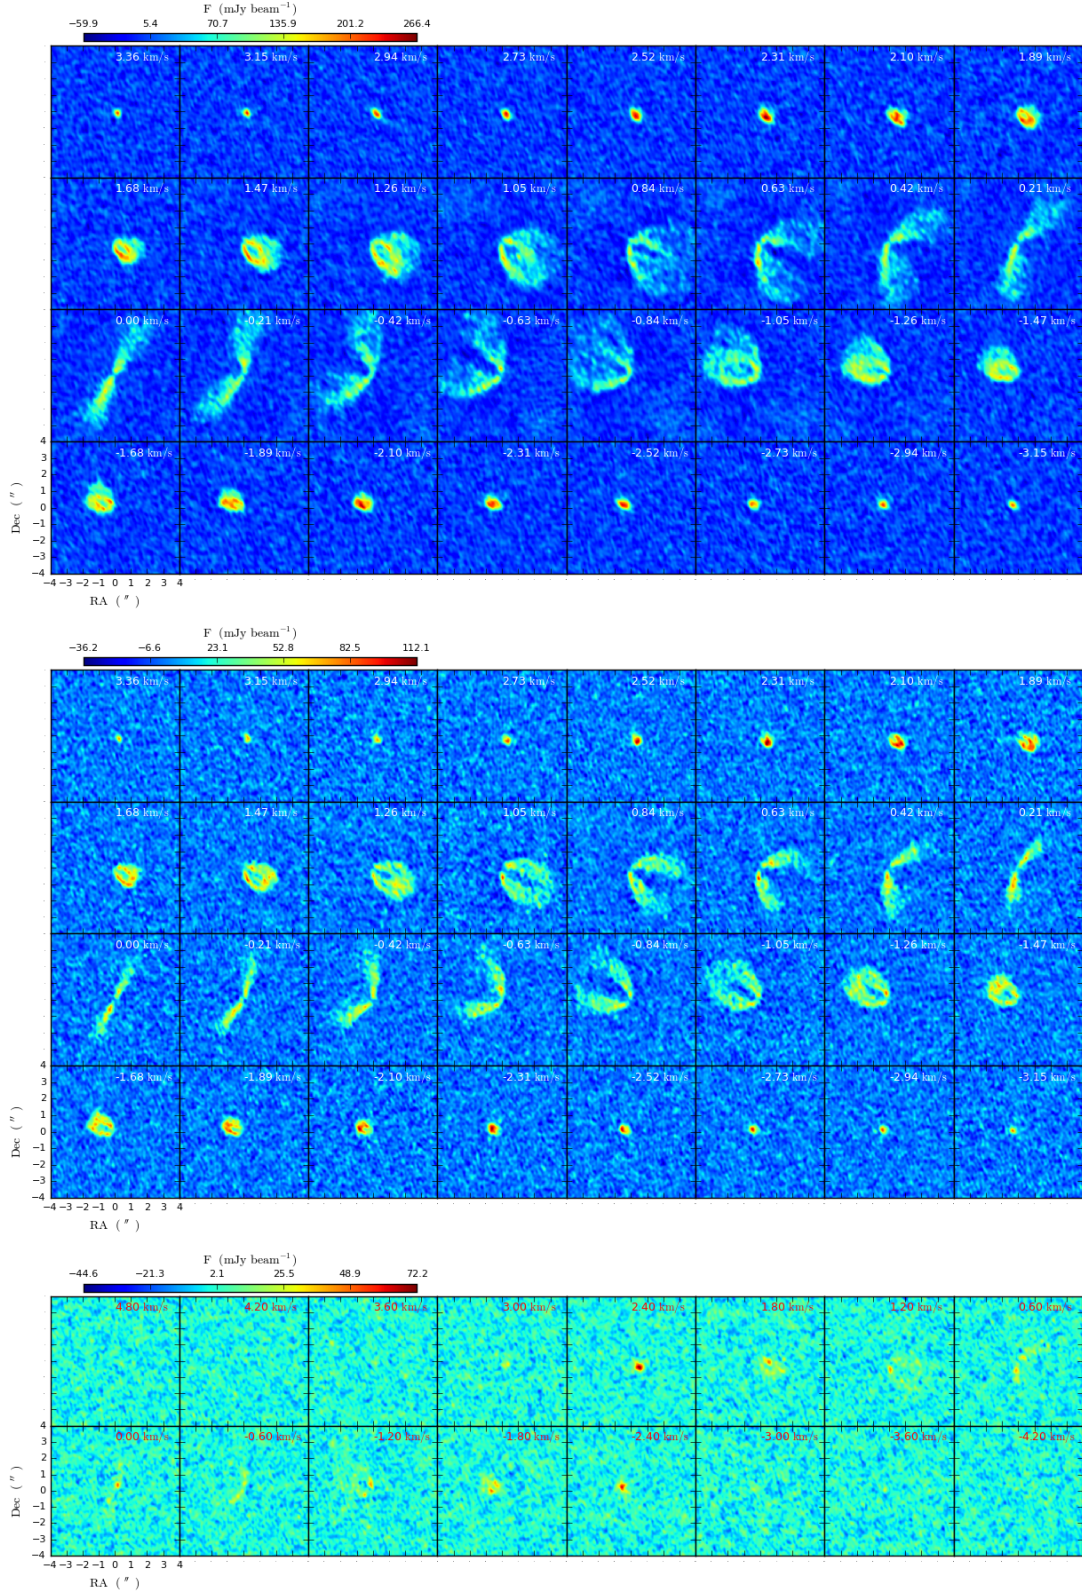 F (mJy beam⁻¹)
−59.9 5.4 70.7 135.9 201.2 266.4
3.36 km/s 3.15 km/s 2.94 km/s 2.73 km/s 2.52 km/s 2.31 km/s 2.10 km/s 1.89 km/s
1.68 km/s 1.47 km/s 1.26 km/s 1.05 km/s 0.84 km/s 0.63 km/s 0.42 km/s 0.21 km/s
0.00 km/s -0.21 km/s -0.42 km/s -0.63 km/s -0.84 km/s -1.05 km/s -1.26 km/s -1.47 km/s
-1.68 km/s -1.89 km/s -2.10 km/s -2.31 km/s -2.52 km/s -2.73 km/s -2.94 km/s -3.15 km/s
4
3
2
1
0
−1
−2
−3
−4
Dec (″)
−4 −3 −2 −1 0 1 2 3 4
RA (″)
F (mJy beam⁻¹)
−36.2 −6.6 23.1 52.8 82.5 112.1
3.36 km/s 3.15 km/s 2.94 km/s 2.73 km/s 2.52 km/s 2.31 km/s 2.10 km/s 1.89 km/s
1.68 km/s 1.47 km/s 1.26 km/s 1.05 km/s 0.84 km/s 0.63 km/s 0.42 km/s 0.21 km/s
0.00 km/s -0.21 km/s -0.42 km/s -0.63 km/s -0.84 km/s -1.05 km/s -1.26 km/s -1.47 km/s
-1.68 km/s -1.89 km/s -2.10 km/s -2.31 km/s -2.52 km/s -2.73 km/s -2.94 km/s -3.15 km/s
4
3
2
1
0
−1
−2
−3
−4
Dec (″)
−4 −3 −2 −1 0 1 2 3 4
RA (″)
F (mJy beam⁻¹)
−44.6 −21.3 2.1 25.5 48.9 72.2
4.80 km/s 4.20 km/s 3.60 km/s 3.00 km/s 2.40 km/s 1.80 km/s 1.20 km/s 0.60 km/s
0.00 km/s -0.60 km/s -1.20 km/s -1.80 km/s -2.40 km/s -3.00 km/s -3.60 km/s -4.20 km/s
4
3
2
1
0
−1
−2
−3
−4
Dec (″)
−4 −3 −2 −1 0 1 2 3 4
RA (″)